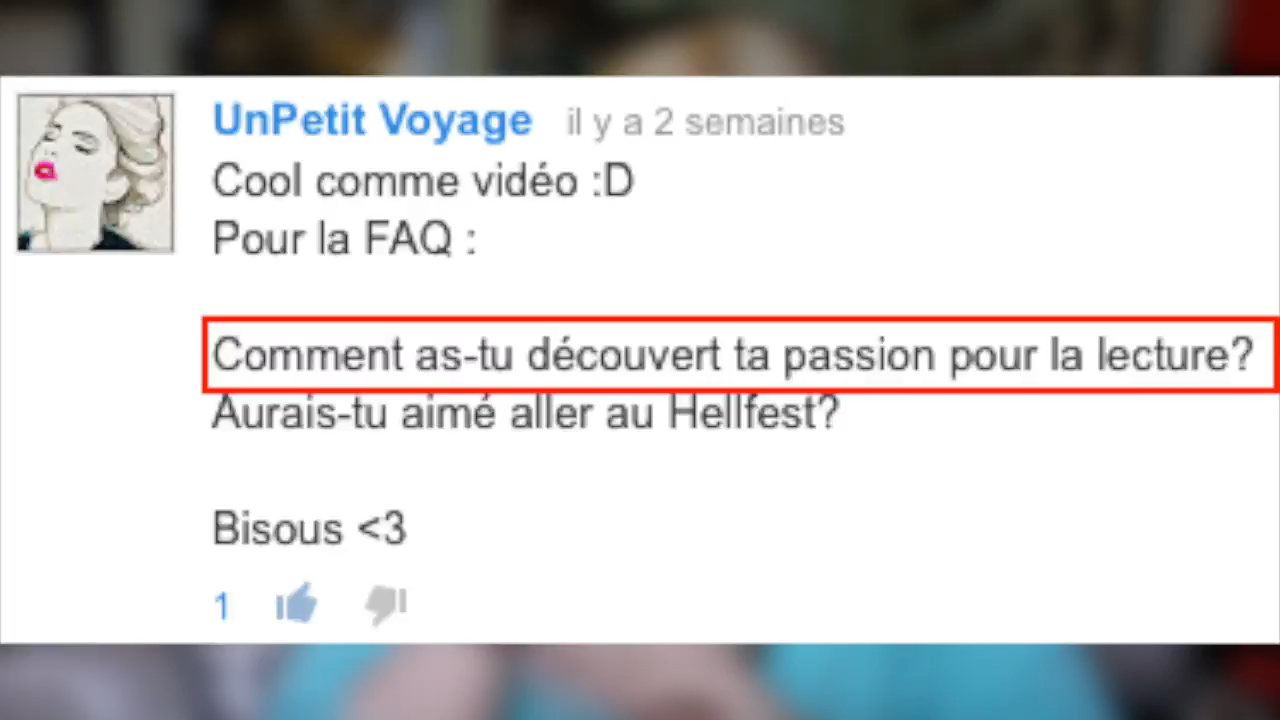 UnPetit Voyage il y a 2 semaines
Cool comme vidéo :D
Pour la FAQ :
Comment as-tu découvert ta passion pour la lecture?
Aurais-tu aimé aller au Hellfest?
Bisous <3
1